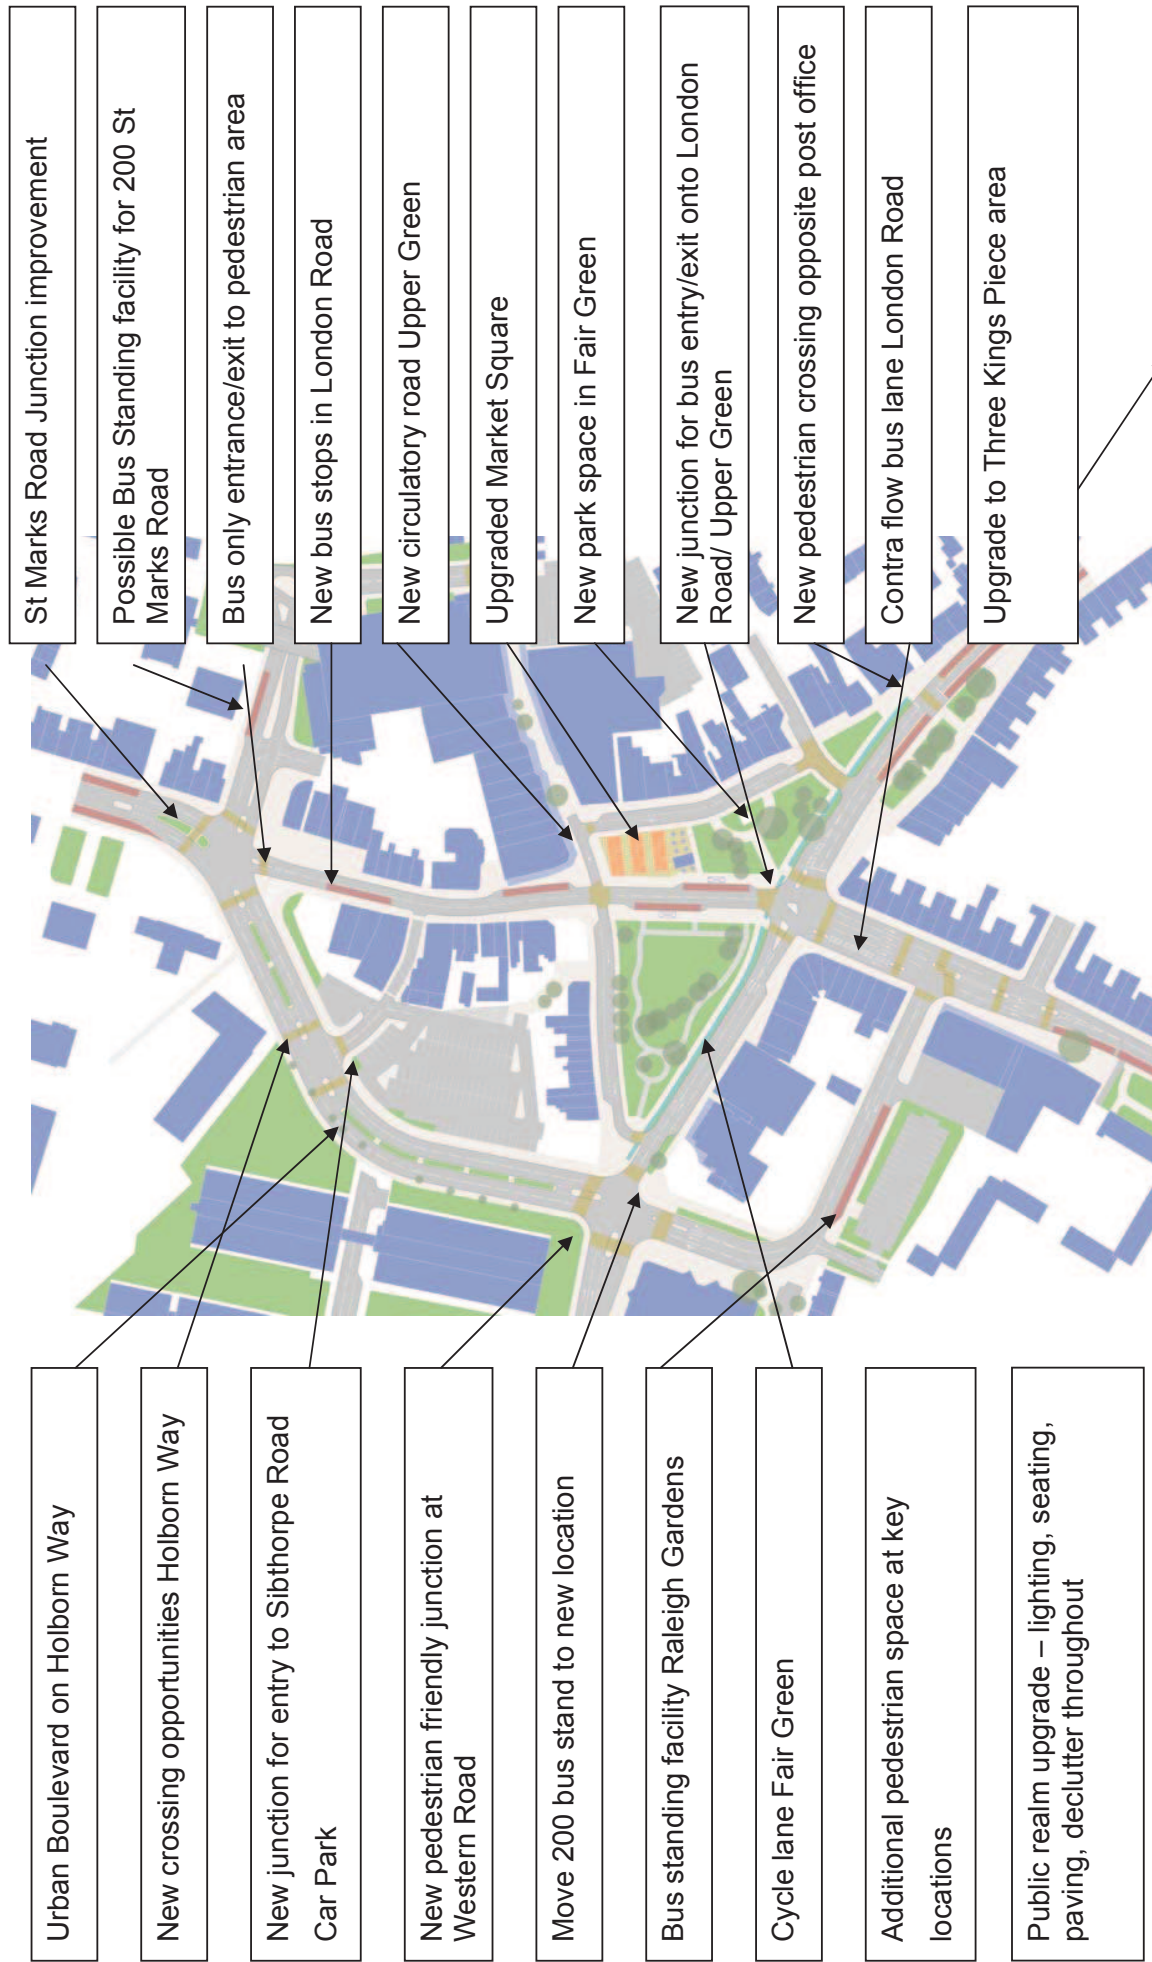 Urban Boulevard on Holborn Way
New crossing opportunities Holborn Way
New junction for entry to Sibthorpe Road
Car Park
New pedestrian friendly junction at
Western Road
Move 200 bus stand to new location
Bus standing facility Raleigh Gardens
Cycle lane Fair Green
Additional pedestrian space at key
locations
Public realm upgrade – lighting, seating,
paving, declutter throughout
St Marks Road Junction improvement
Possible Bus Standing facility for 200 St
Marks Road
Bus only entrance/exit to pedestrian area
New bus stops in London Road
New circulatory road Upper Green
Upgraded Market Square
New park space in Fair Green
New junction for bus entry/exit onto London
Road/ Upper Green
New pedestrian crossing opposite post office
Contra flow bus lane London Road
Upgrade to Three Kings Piece area